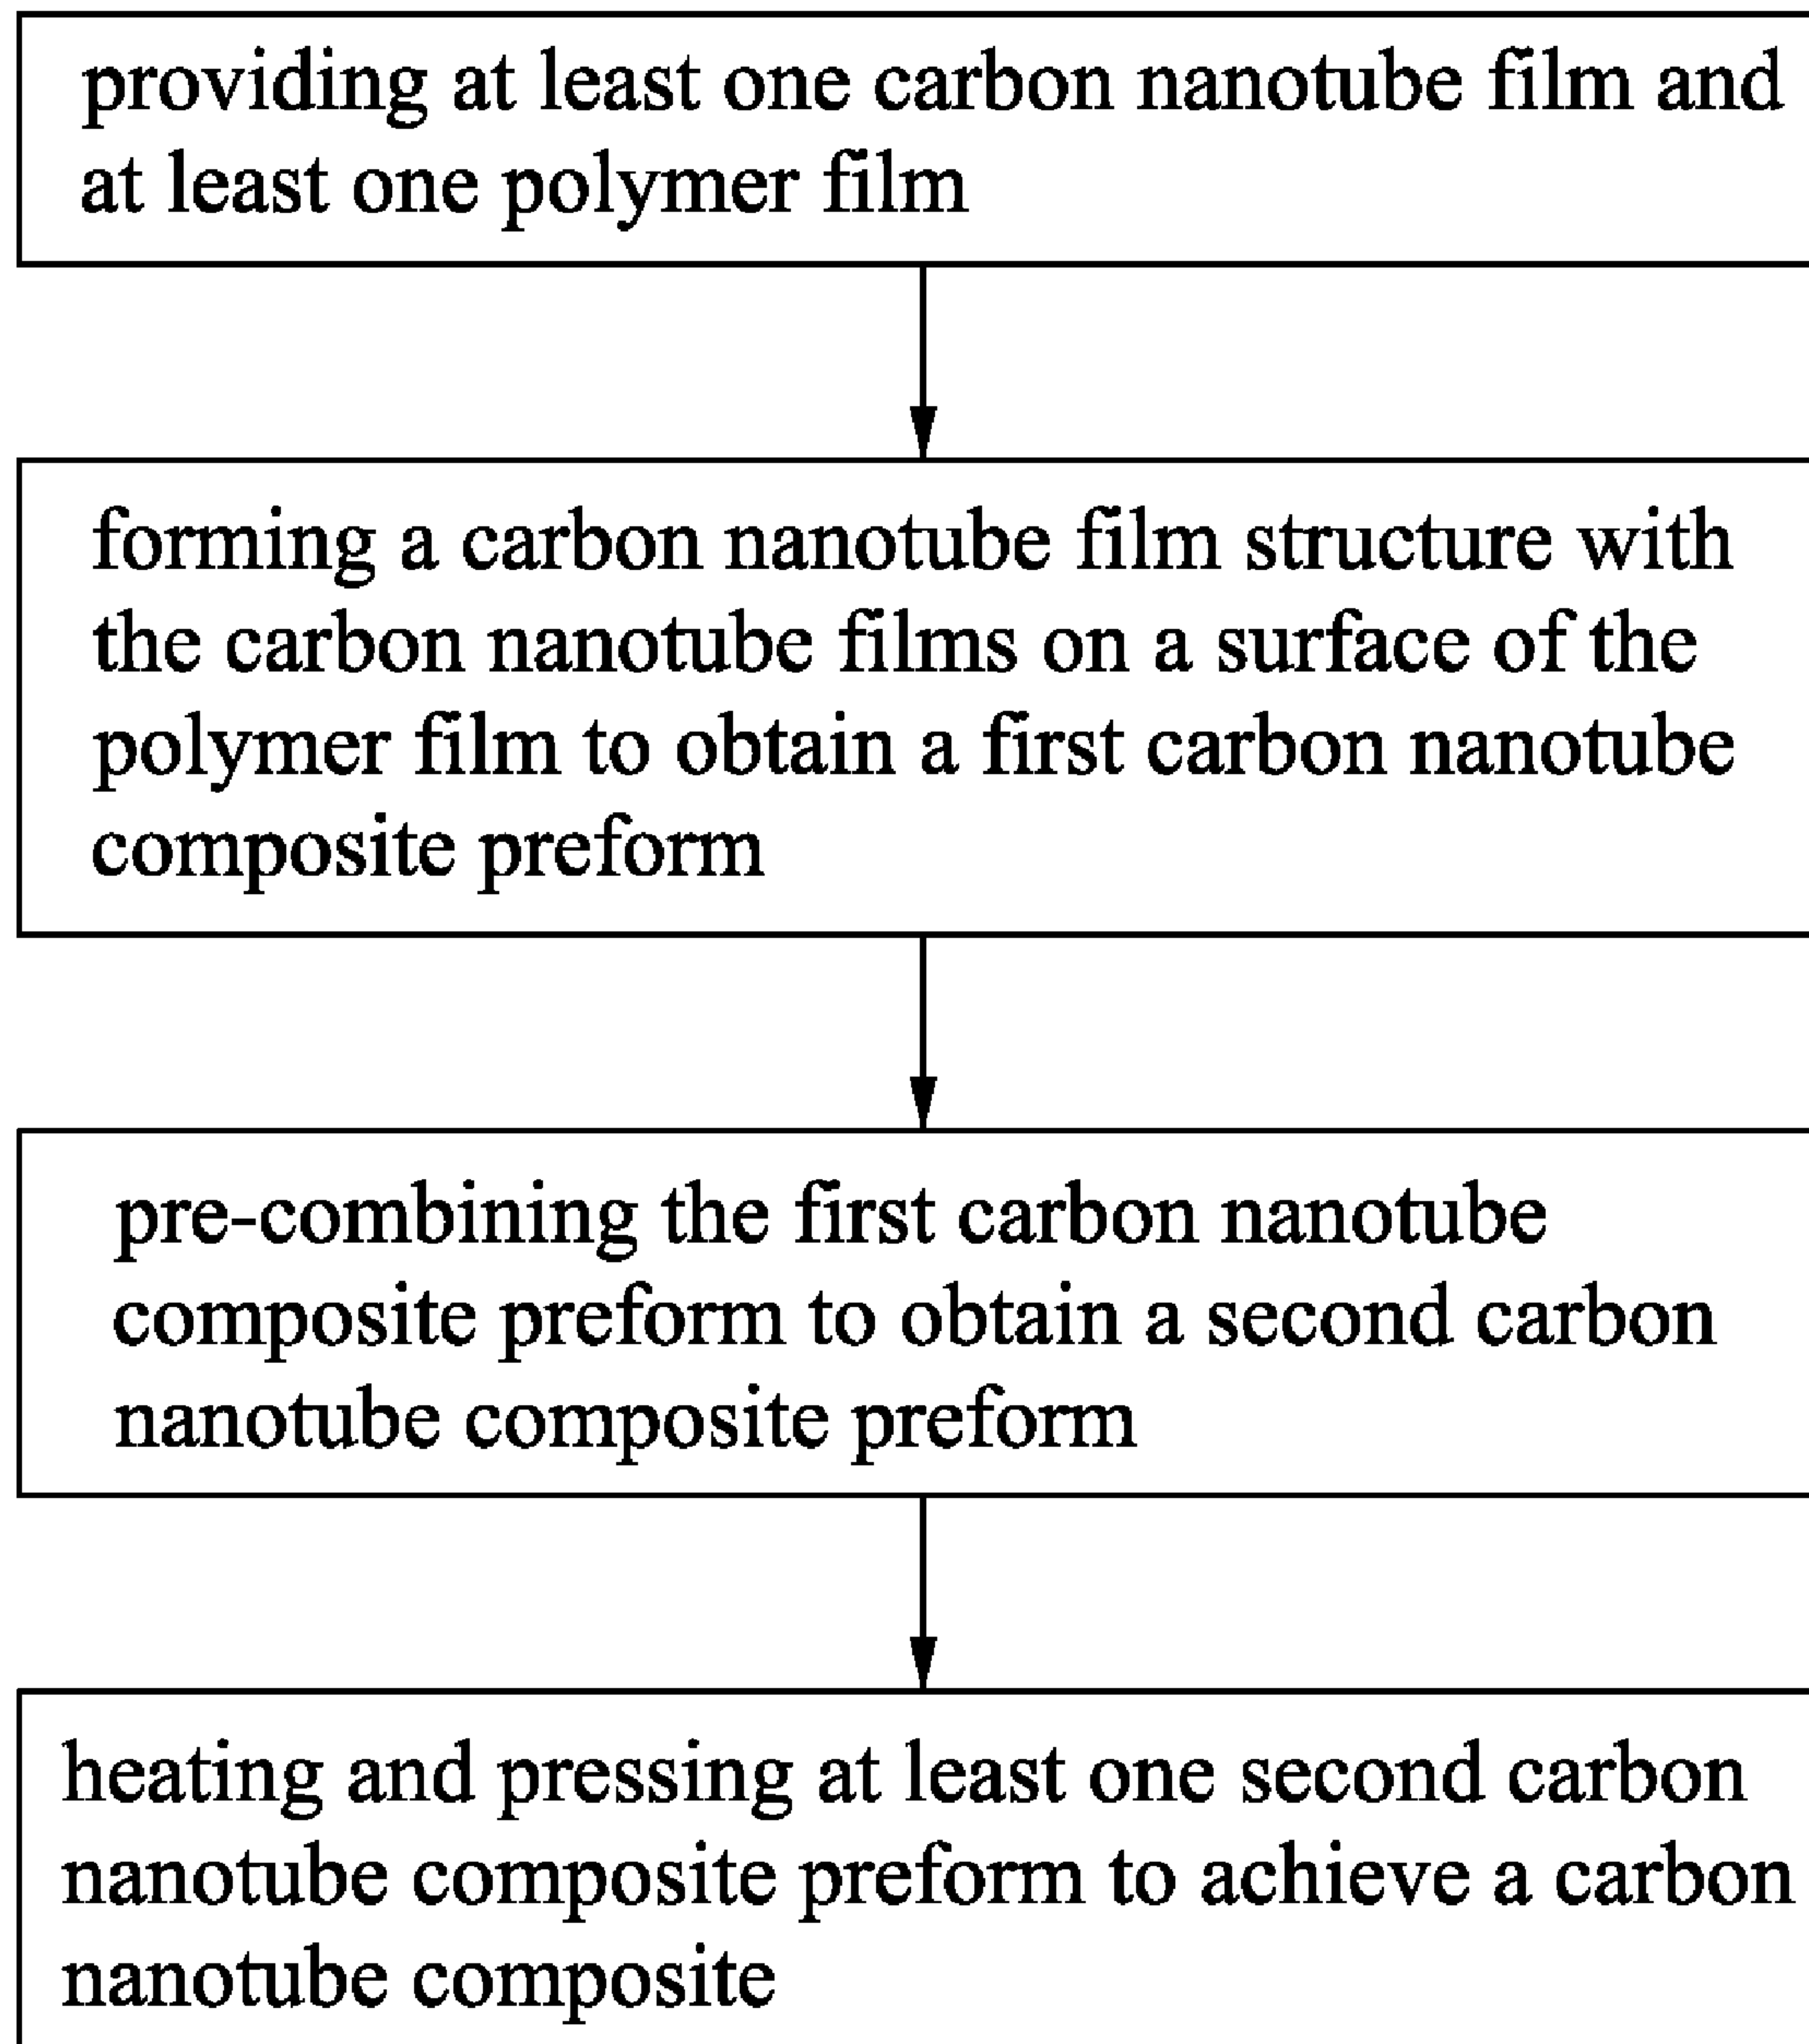 providing at least one carbon nanotube film and
at least one polymer film
forming a carbon nanotube film structure with
the carbon nanotube films on a surface of the
polymer film to obtain a first carbon nanotube
composite preform
pre-combining the first carbon nanotube
composite preform to obtain a second carbon
nanotube composite preform
heating and pressing at least one second carbon
nanotube composite preform to achieve a carbon
nanotube composite